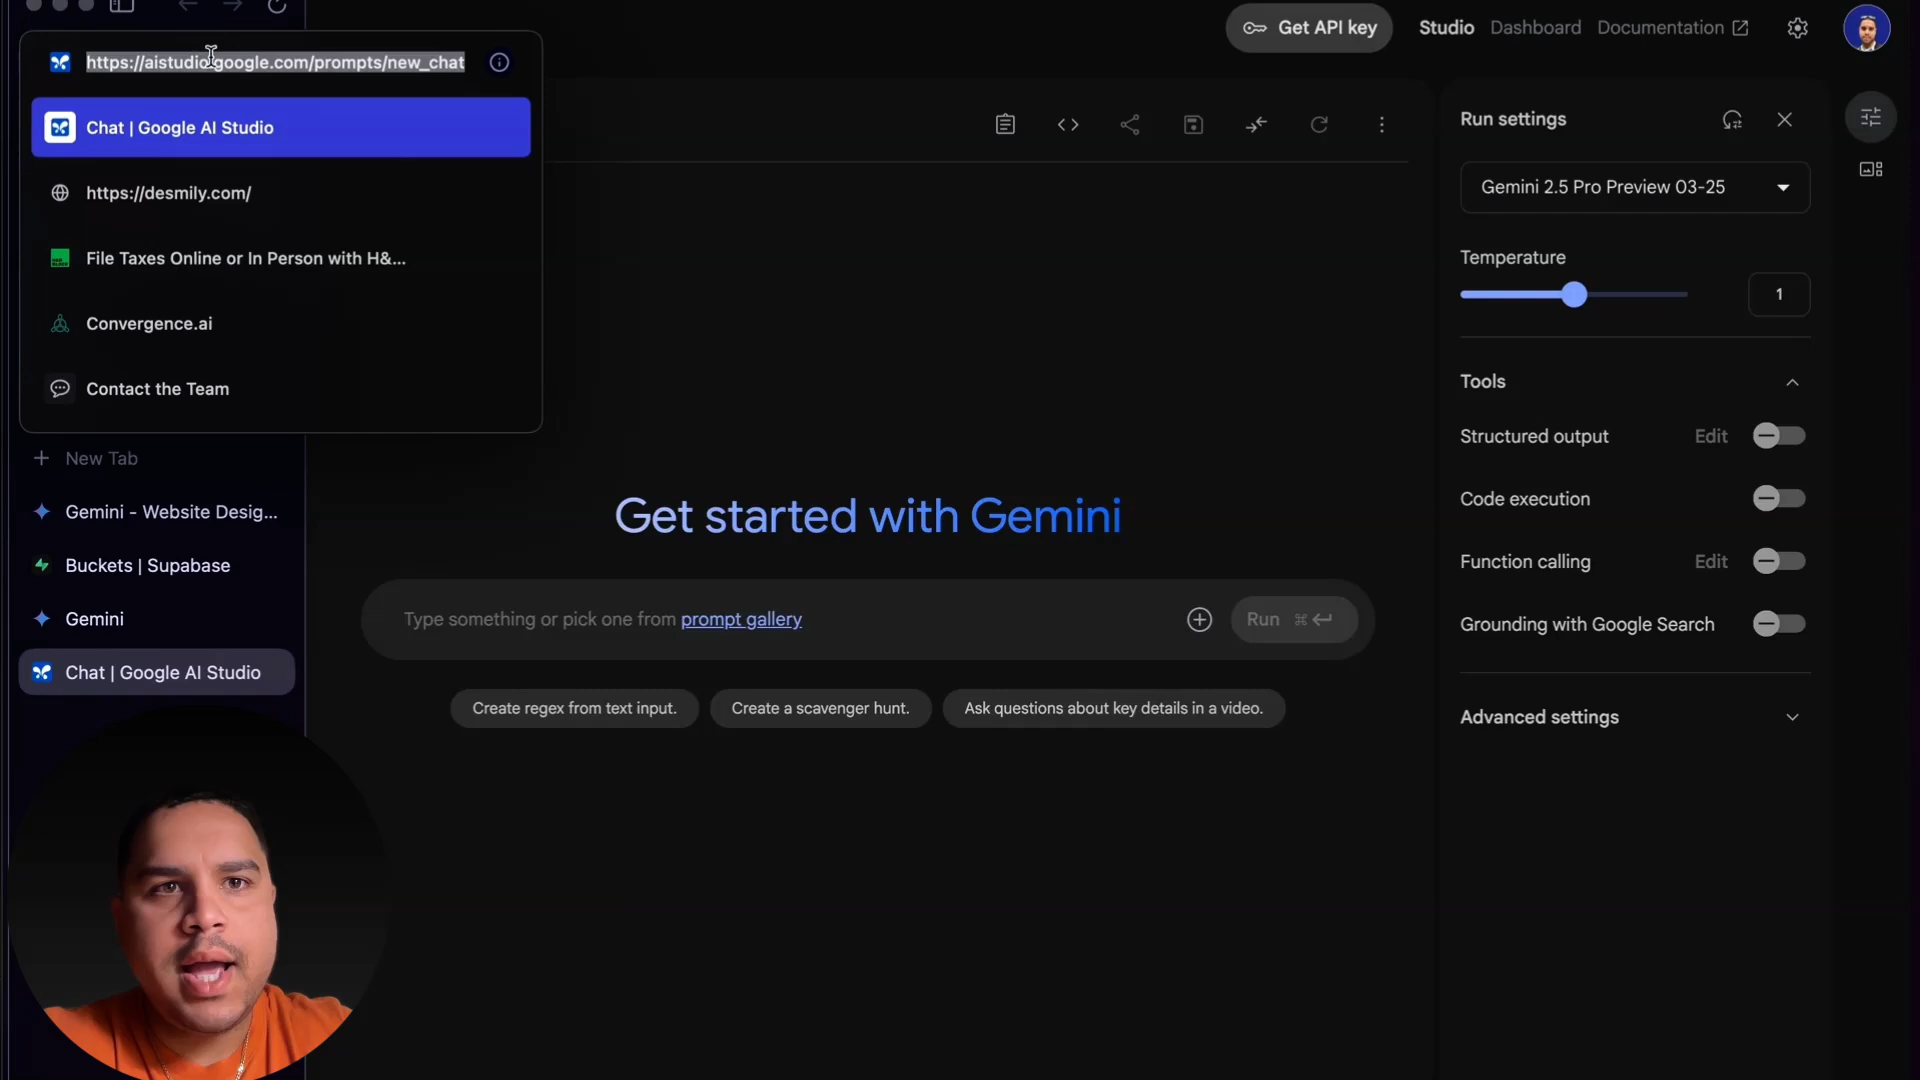 https://aistudio.google.com/prompts/new_chat
Chat | Google AI Studio
https://desmily.com/
File Taxes Online or In Person with H&...
Convergence.ai
Contact the Team
New Tab
Gemini - Website Desig...
Buckets | Supabase
Gemini
Chat | Google AI Studio
Get API key
Studio
Dashboard
Documentation
Get started with Gemini
Type something or pick one from prompt gallery
Run ⌘
Create regex from text input.
Create a scavenger hunt.
Ask questions about key details in a video.
Run settings
Gemini 2.5 Pro Preview 03-25
Temperature
1
Tools
Structured output
Edit
Code execution
Function calling
Edit
Grounding with Google Search
Advanced settings